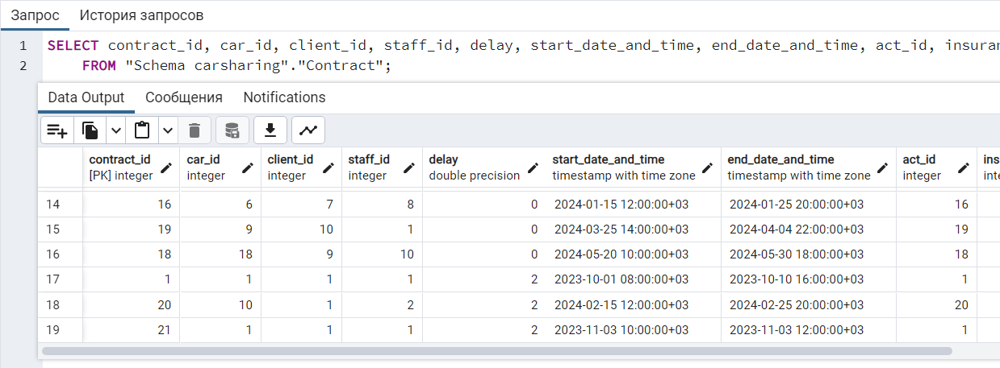 Запрос История запросов
1 SELECT contract_id, car_id, client_id, staff_id, delay, start_date_and_time, end_date_and_time, act_id, insuran
2 FROM "Schema carsharing"."Contract";
Data Output Сообщения Notifications
contract_id car_id client_id staff_id delay start_date_and_time end_date_and_time act_id ins
[PK] integer integer integer integer double precision timestamp with time zone timestamp with time zone integer inte
14 16 6 7 8 0 2024-01-15 12:00:00+03 2024-01-25 20:00:00+03 16
15 19 9 10 1 0 2024-03-25 14:00:00+03 2024-04-04 22:00:00+03 19
16 18 18 9 10 0 2024-05-20 10:00:00+03 2024-05-30 18:00:00+03 18
17 1 1 1 1 2 2023-10-01 08:00:00+03 2023-10-10 16:00:00+03 1
18 20 10 1 2 2 2024-02-15 12:00:00+03 2024-02-25 20:00:00+03 20
19 21 1 1 1 2 2023-11-03 10:00:00+03 2023-11-03 12:00:00+03 1